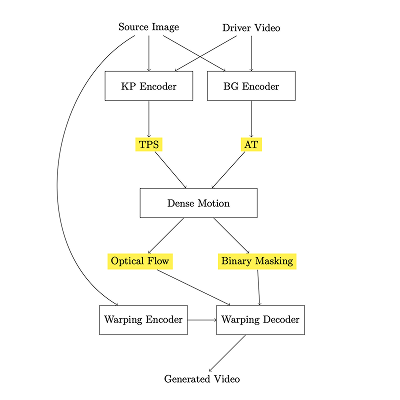 Source Image
Driver Video
KP Encoder
BG Encoder
TPS
AT
Dense Motion
Optical Flow
Binary Masking
Warping Encoder
Warping Decoder
Generated Video